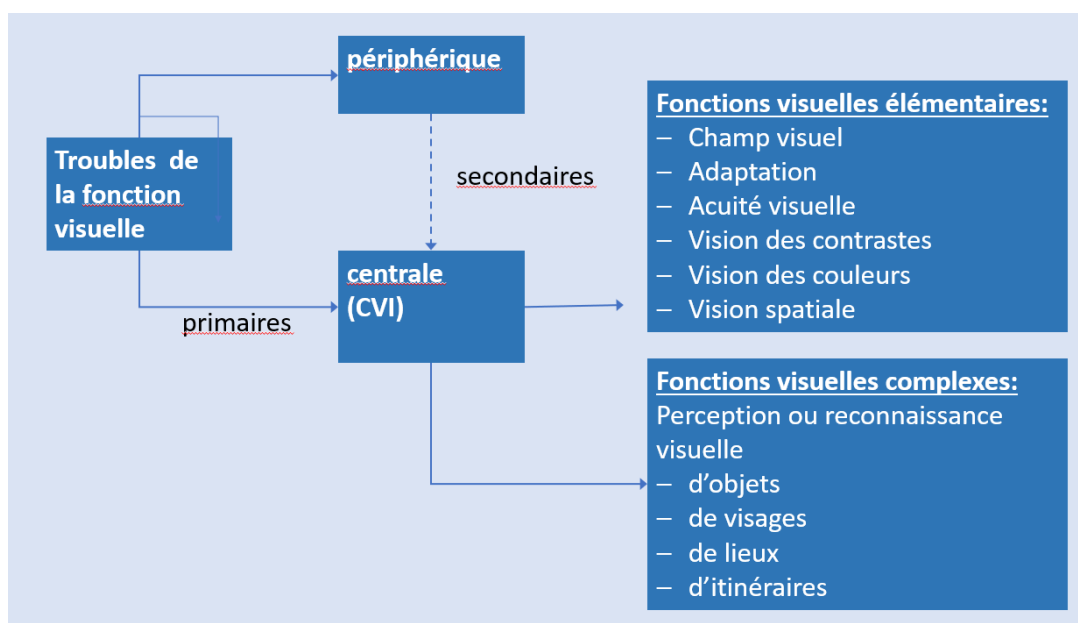 périphérique
Troubles de
la fonction
visuelle
secondaires
centrale
(CVI)
primaires
Fonctions visuelles élémentaires:
– Champ visuel
– Adaptation
– Acuité visuelle
– Vision des contrastes
– Vision des couleurs
– Vision spatiale
Fonctions visuelles complexes:
Perception ou reconnaissance
visuelle
– d’objets
– de visages
– de lieux
– d'itinéraires